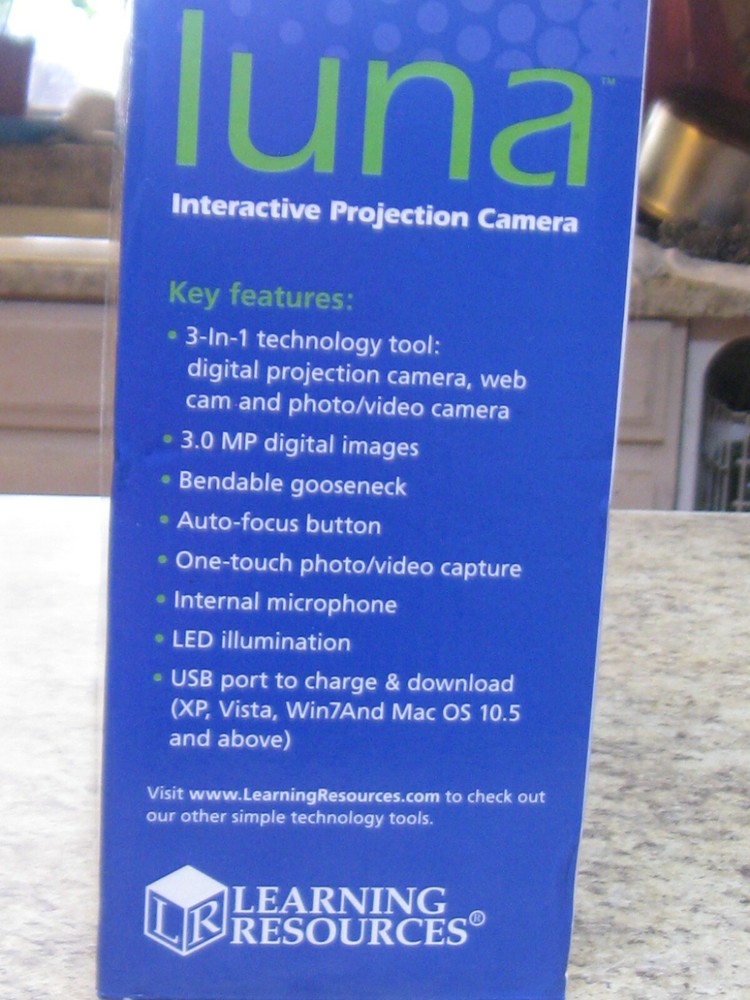 luna™
Interactive Projection Camera
Key features:
• 3-In-1 technology tool:
digital projection camera, web
cam and photo/video camera
• 3.0 MP digital images
• Bendable gooseneck
• Auto-focus button
• One-touch photo/video capture
• Internal microphone
• LED illumination
• USB port to charge & download
(XP, Vista, Win7And Mac OS 10.5
and above)
Visit www.LearningResources.com to check out
our other simple technology tools.
LR LEARNING
RESOURCES®